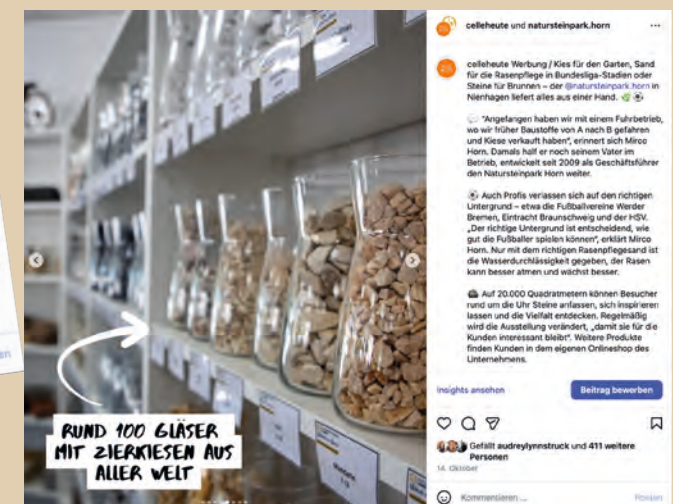 en
RUND 100 GLÄSER
MIT ZIERKIESEN AUS
ALLER WELT
celleheute und natursteinpark.horn
celleheute Werbung / Kies für den Garten, Sand
für die Rasenpflege in Bundesliga-Stadien oder
Steine für Brunnen – der @natursteinpark.horn in
Nienhagen liefert alles aus einer Hand. 🌿 ⚽
💬 "Angefangen haben wir mit einem Fuhrbetrieb,
wo wir früher Baustoffe von A nach B gefahren
und Kiese verkauft haben", erinnert sich Mirco
Horn. Damals half er noch seinem Vater im
Betrieb, entwickelt seit 2009 als Geschäftsführer
den Natursteinpark Horn weiter.
⚽ Auch Profis verlassen sich auf den richtigen
Untergrund – etwa die Fußballvereine Werder
Bremen, Eintracht Braunschweig und der HSV.
„Der richtige Untergrund ist entscheidend, wie
gut die Fußballer spielen können", erklärt Mirco
Horn. Nur mit dem richtigen Rasenpflegesand ist
die Wasserdurchlässigkeit gegeben, der Rasen
kann besser atmen und wächst besser.
Auf 20.000 Quadratmetern können Besucher
rund um die Uhr Steine anfassen, sich inspirieren
lassen und die Vielfalt entdecken. Regelmäßig
wird die Ausstellung verändert, „damit sie für die
Kunden interessant bleibt". Weitere Produkte
finden Kunden in dem eigenen Onlineshop des
Unternehmens.
Insights ansehen
Beitrag bewerben
Gefällt audreylynnstruck und 411 weitere
Personen
14. Oktober
Kommentieren ...
Posten